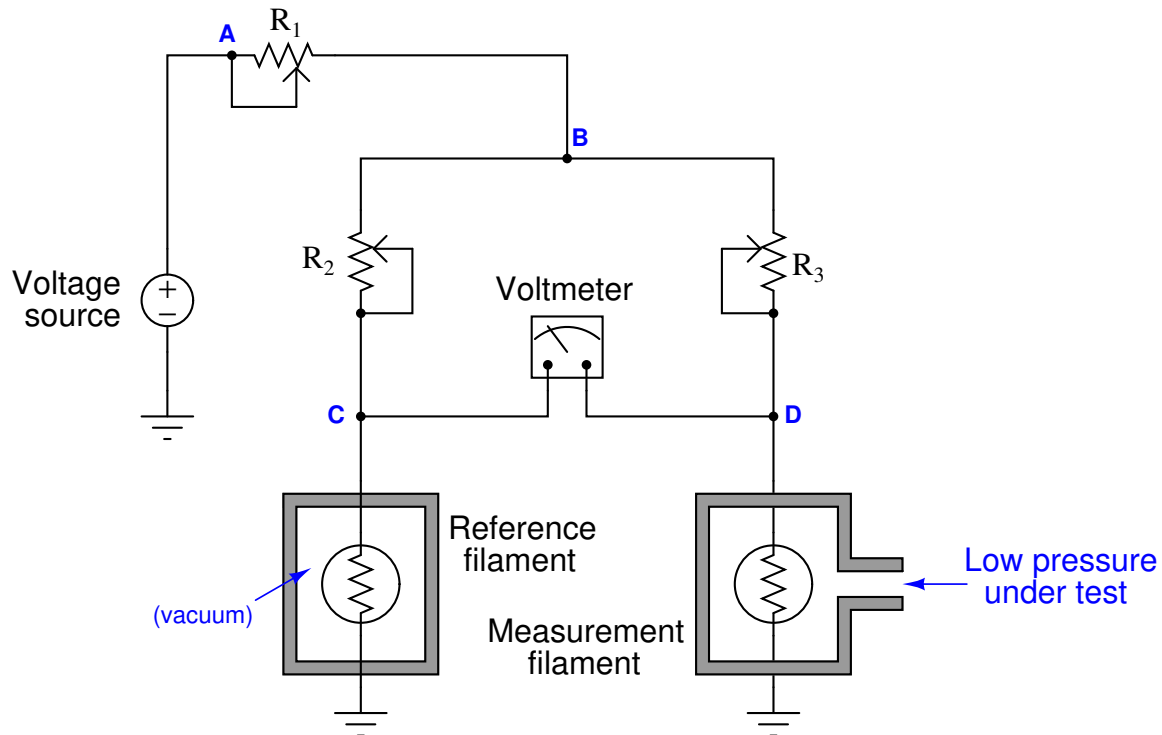 A
R1
B
R2
R3
Voltage
source
+
−
Voltmeter
C
D
Reference
filament
(vacuum)
Low pressure
under test
Measurement
filament